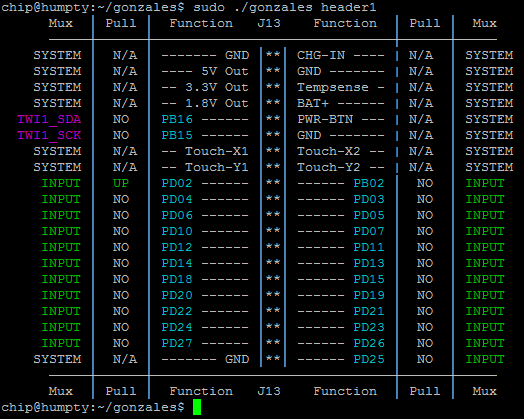 chip@humpty:~/gonzales$ sudo ./gonzales header1
Mux | Pull | Function J13 Function | Pull | Mux
SYSTEM | N/A | ------- GND |**| CHG-IN ---- | N/A | SYSTEM
SYSTEM | N/A | ---- 5V Out |**| GND ------- | N/A | SYSTEM
SYSTEM | N/A | -- 3.3V Out |**| Tempsense - | N/A | SYSTEM
SYSTEM | N/A | -- 1.8V Out |**| BAT+ ------ | N/A | SYSTEM
TWI1_SDA | NO | PB16 ------ |**| PWR-BTN --- | N/A | SYSTEM
TWI1_SCK | NO | PB15 ------ |**| GND ------- | N/A | SYSTEM
SYSTEM | N/A | -- Touch-X1 |**| Touch-X2 -- | N/A | SYSTEM
SYSTEM | N/A | -- Touch-Y1 |**| Touch-Y2 -- | N/A | SYSTEM
INPUT | UP | PD02 ------ |**| ------ PB02 | NO | INPUT
INPUT | NO | PD04 ------ |**| ------ PD03 | NO | INPUT
INPUT | NO | PD06 ------ |**| ------ PD05 | NO | INPUT
INPUT | NO | PD10 ------ |**| ------ PD07 | NO | INPUT
INPUT | NO | PD12 ------ |**| ------ PD11 | NO | INPUT
INPUT | NO | PD14 ------ |**| ------ PD13 | NO | INPUT
INPUT | NO | PD18 ------ |**| ------ PD15 | NO | INPUT
INPUT | NO | PD20 ------ |**| ------ PD19 | NO | INPUT
INPUT | NO | PD22 ------ |**| ------ PD21 | NO | INPUT
INPUT | NO | PD24 ------ |**| ------ PD23 | NO | INPUT
INPUT | NO | PD27 ------ |**| ------ PD26 | NO | INPUT
SYSTEM | N/A | ------- GND |**| ------ PD25 | NO | INPUT
Mux | Pull | Function J13 Function | Pull | Mux
chip@humpty:~/gonzales$